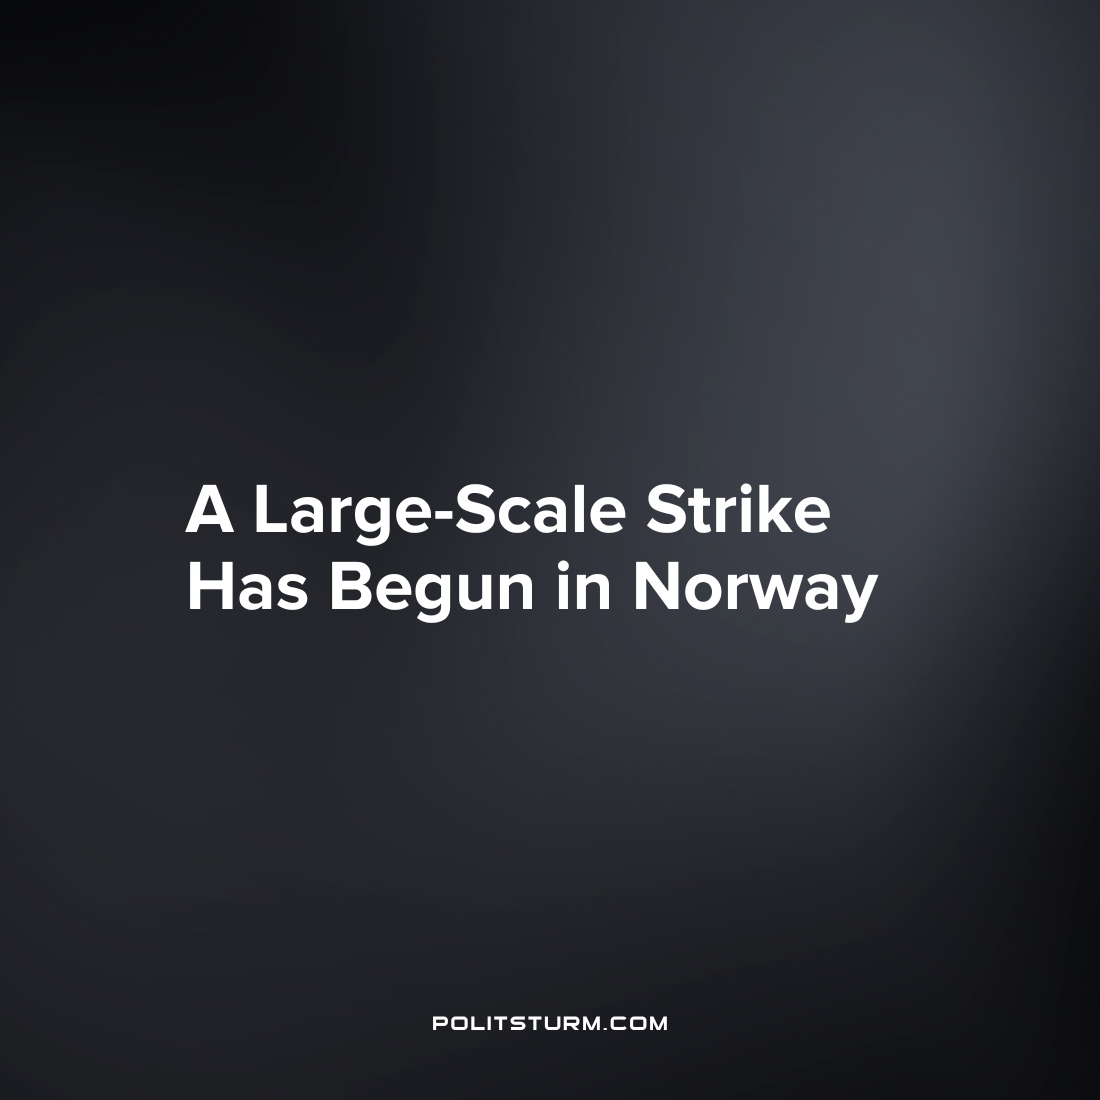 A Large-Scale Strike
Has Begun in Norway
POLITSTURM.COM